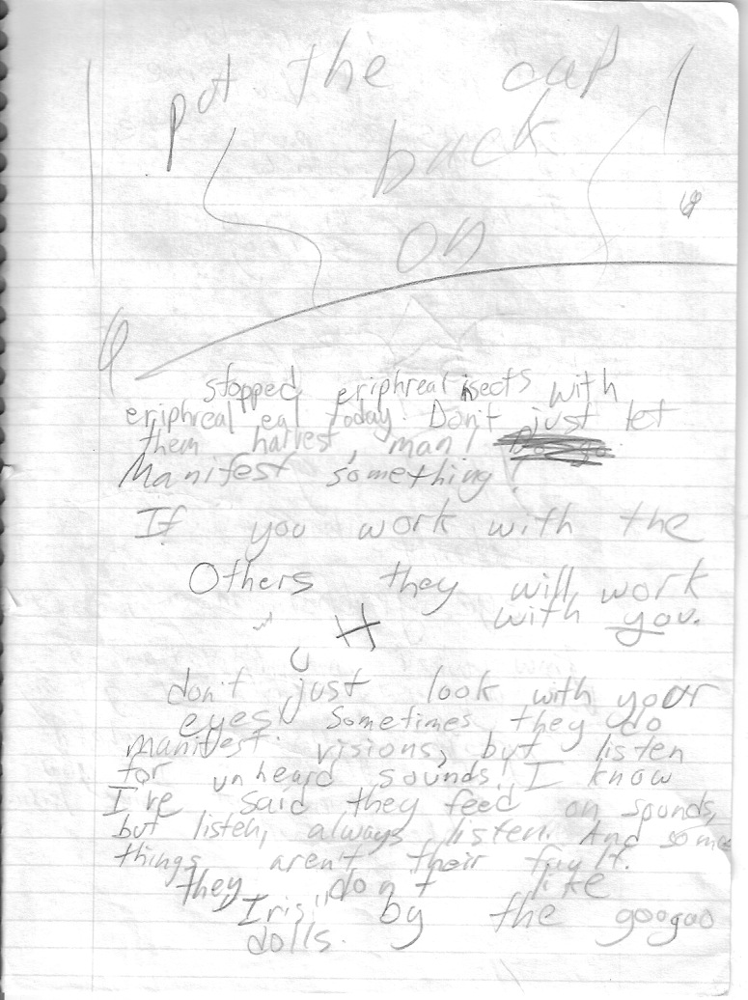 put the cap
back
on
stopped eriphreal insects with
eriphreal eal today. Don't just let
them harvest, man!
Manifest something!
If you work with the
Others they will work
with you.
H
don't just look with your
eyes! Sometimes they do
manifest visions, but listen
for unheard sounds! I know
I've said they feed on sounds,
but listen, always listen. And some
things aren't their fault.
they don't like
"Iris" by the googoo
dolls.